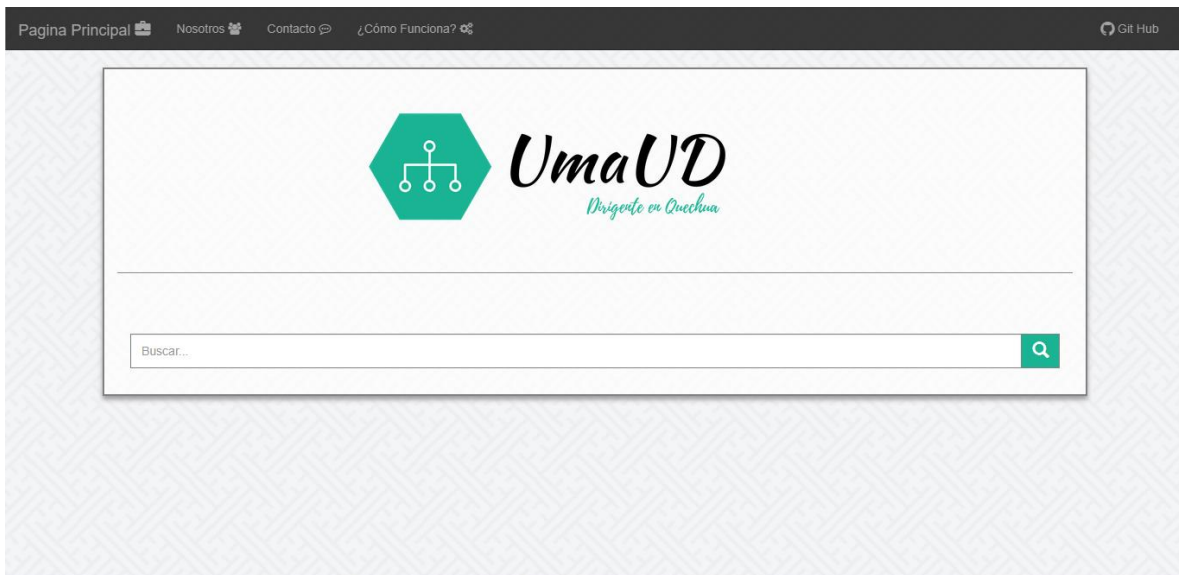 Pagina Principal Nosotros Contacto ¿Cómo Funciona? Git Hub
UmaUD
Dirigente en Quechua
Buscar...